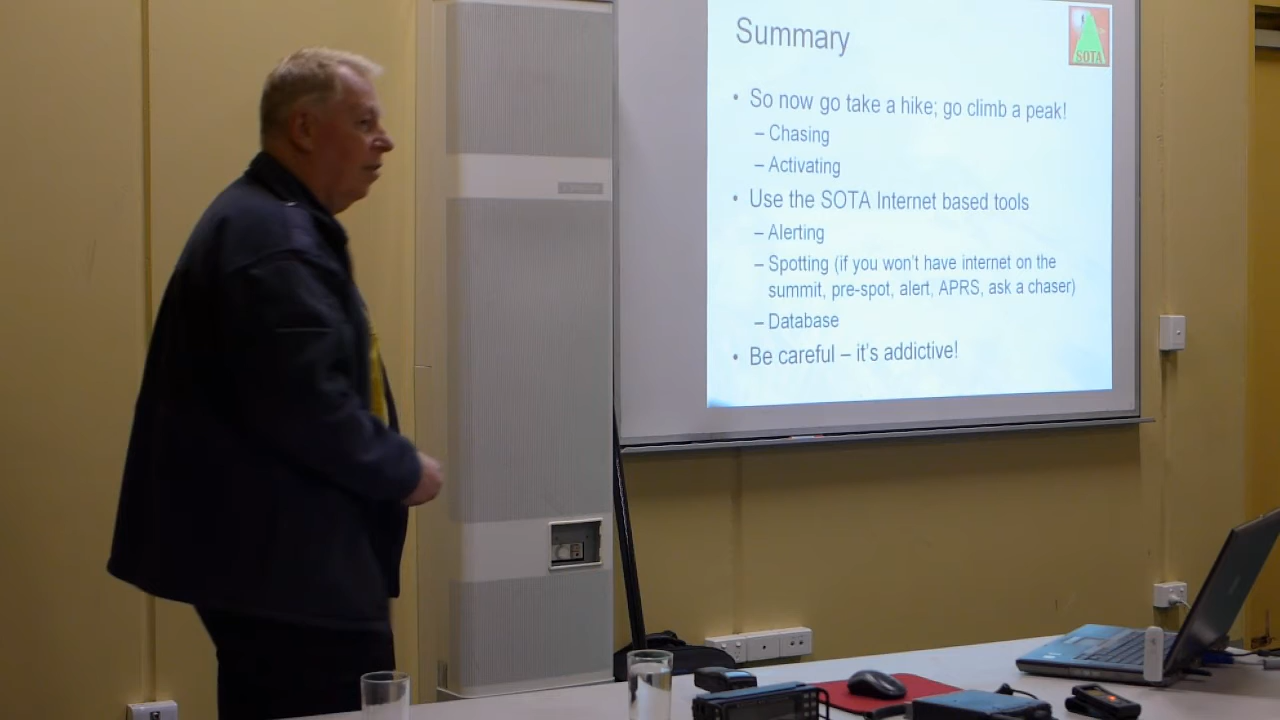 Summary
SOTA
• So now go take a hike; go climb a peak!
– Chasing
– Activating
• Use the SOTA Internet based tools
– Alerting
– Spotting (if you won't have internet on the
summit, pre-spot, alert, APRS, ask a chaser)
– Database
• Be careful – it's addictive!